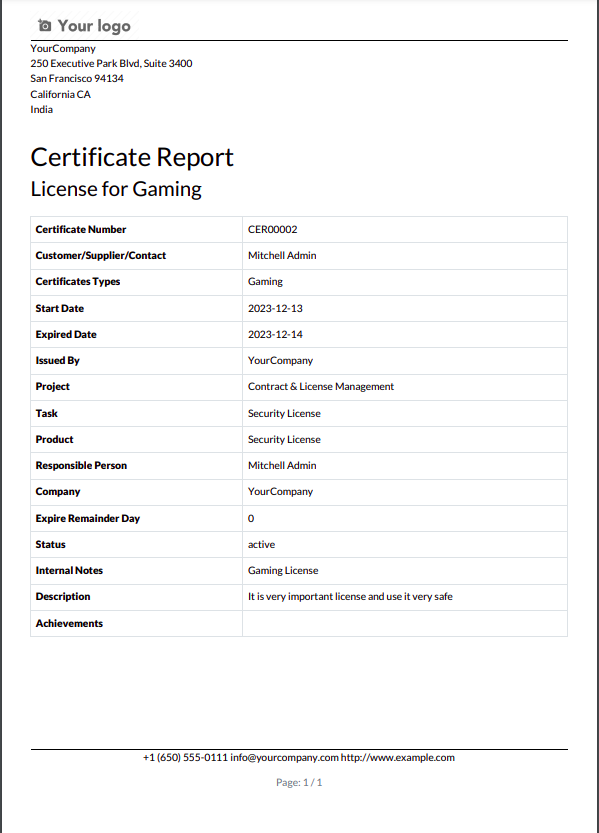 Your logo
YourCompany
250 Executive Park Blvd, Suite 3400
San Francisco 94134
California CA
India
Certificate Report
License for Gaming
Certificate Number CER00002
Customer/Supplier/Contact Mitchell Admin
Certificates Types Gaming
Start Date 2023-12-13
Expired Date 2023-12-14
Issued By YourCompany
Project Contract & License Management
Task Security License
Product Security License
Responsible Person Mitchell Admin
Company YourCompany
Expire Remainder Day 0
Status active
Internal Notes Gaming License
Description It is very important license and use it very safe
Achievements
+1 (650) 555-0111 info@yourcompany.com http://www.example.com
Page: 1 / 1